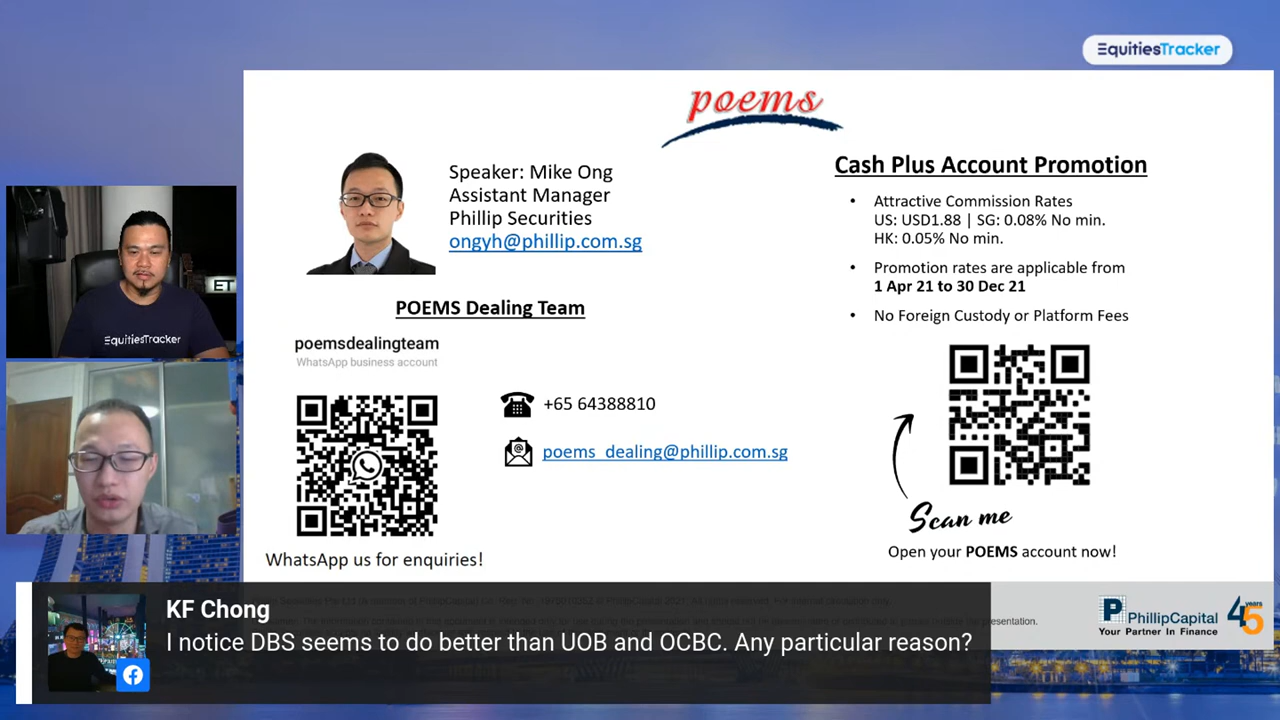 EquitiesTracker
poems
Speaker: Mike Ong
Assistant Manager
Phillip Securities
ongyh@phillip.com.sg
POEMS Dealing Team
poemsdealingteam
WhatsApp business account
+65 64388810
poems_dealing@phillip.com.sg
WhatsApp us for enquiries!
Cash Plus Account Promotion
• Attractive Commission Rates
US: USD1.88 | SG: 0.08% No min.
HK: 0.05% No min.
• Promotion rates are applicable from
1 Apr 21 to 30 Dec 21
• No Foreign Custody or Platform Fees
Scan me
Open your POEMS account now!
ET
EquitiesTracker
KF Chong
I notice DBS seems to do better than UOB and OCBC. Any particular reason?
presentation.
PhillipCapital
Your Partner In Finance
45 years